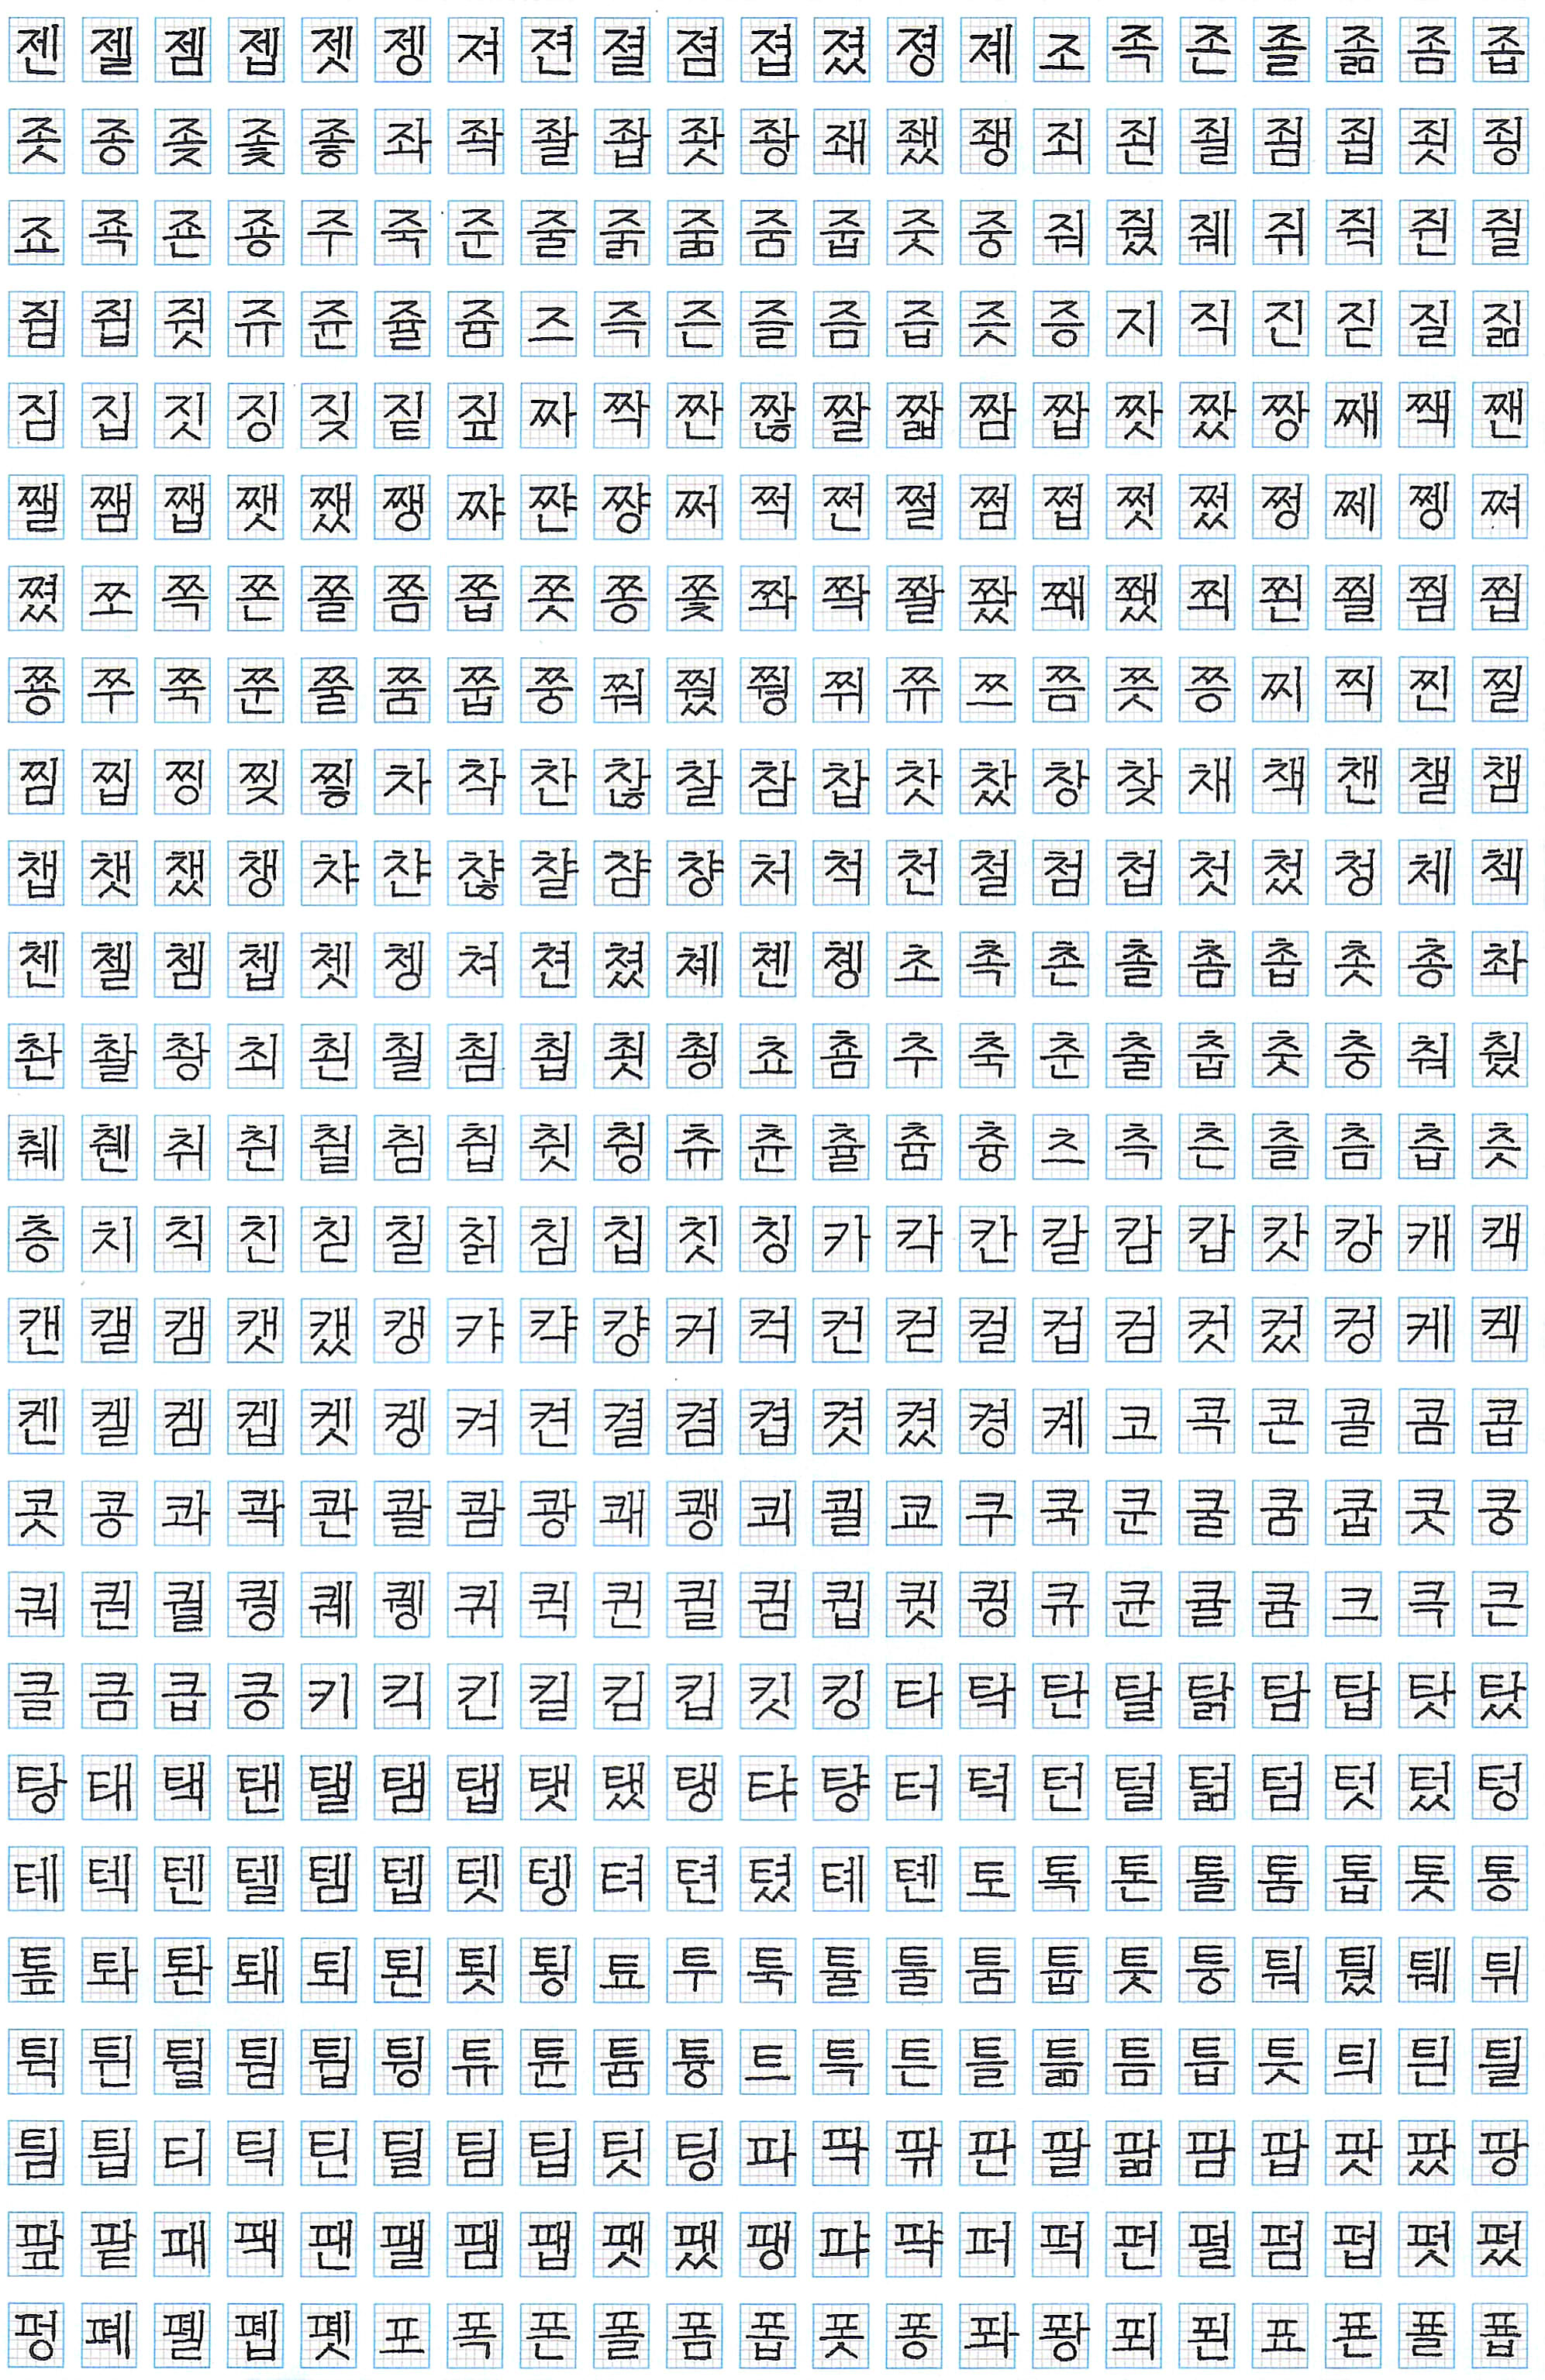 젠 젤 젬 젭 젯 젱 져 젼 졀 졈 졉 졌 졍 졔 조 족 존 졸 졺 좀 좁
좃 종 좆 좇 좋 좌 좍 좔 좝 좟 좡 좨 좼 좽 죄 죈 죌 죔 죕 죗 죙
죠 죡 죤 죵 주 죽 준 줄 줅 줆 줌 줍 줏 중 줘 줬 줴 쥐 쥑 쥔 쥘
쥠 쥡 쥣 쥬 쥰 쥴 쥼 즈 즉 즌 즐 즘 즙 즛 증 지 직 진 짇 질 짊
짐 집 짓 징 짖 짙 짚 짜 짝 짠 짢 짤 짧 짬 짭 짯 짰 짱 째 짹 짼
쨀 쨈 쨉 쨋 쨌 쨍 쨔 쨘 쨩 쩌 쩍 쩐 쩔 쩜 쩝 쩟 쩠 쩡 쩨 쩽 쪄
쪘 쪼 쪽 쫀 쫄 쫌 쫍 쫏 쫑 쫓 쫘 쫙 쫠 쫬 쫴 쬈 쬐 쬔 쬘 쬠 쬡
쭁 쭈 쭉 쭌 쭐 쭘 쭙 쭝 쭤 쭸 쭹 쮜 쮸 쯔 쯤 쯧 쯩 찌 찍 찐 찔
찜 찝 찡 찢 찧 차 착 찬 찮 찰 참 찹 찻 찼 창 찾 채 책 챈 챌 챔
챕 챗 챘 챙 챠 챤 챦 챨 챰 챵 처 척 천 철 첨 첩 첫 첬 청 체 첵
첸 첼 쳄 쳅 쳇 쳉 쳐 쳔 쳤 쳬 쳰 촁 초 촉 촌 촐 촘 촙 촛 총 촤
촨 촬 촹 최 쵠 쵤 쵬 쵭 쵯 쵱 쵸 춈 추 축 춘 출 춥 춧 충 춰 췄
췌 췐 취 췬 췰 췸 췹 췻 췽 츄 츈 츌 츔 츙 츠 측 츤 츨 츰 츱 츳
층 치 칙 친 칟 칠 칡 침 칩 칫 칭 카 칵 칸 칼 캄 캅 캇 캉 캐 캑
캔 캘 캠 캣 캤 캥 캬 캭 컁 커 컥 컨 컫 컬 컵 컴 컷 컸 컹 케 켁
켄 켈 켐 켑 켓 켕 켜 켠 켤 켬 켭 켯 켰 켱 켸 코 콕 콘 콜 콤 콥
콧 콩 콰 콱 콴 콸 쾀 쾅 쾌 쾡 쾨 쾰 쿄 쿠 쿡 쿤 쿨 쿰 쿱 쿳 쿵
쿼 퀀 퀄 퀑 퀘 퀭 퀴 퀵 퀸 퀼 큄 큅 큇 큉 큐 큔 큘 큠 크 큭 큰
클 큼 큽 킁 키 킥 킨 킬 킴 킵 킷 킹 타 탁 탄 탈 탉 탐 탑 탓 탔
탕 태 택 탠 탤 탬 탭 탯 탰 탱 탸 턍 터 턱 턴 털 턺 텀 텃 텄 텅
테 텍 텐 텔 템 텝 텟 텡 텨 텬 텼 톄 톈 토 톡 톤 톨 톰 톱 톳 통
톺 톼 퇀 퇘 퇴 퇸 툇 툉 툐 투 툭 툴 툴 툼 툽 툿 퉁 퉈 퉜 퉤 튀
튁 튄 튈 튐 튑 튕 튜 튠 튬 튱 트 특 튼 틀 틂 틈 틉 틋 틔 틘 틜
틤 틥 티 틱 틴 틸 팀 팁 팃 팅 파 팍 팎 판 팔 팖 팜 팝 팟 팠 팡
팦 팥 패 팩 팬 팰 팸 팹 팻 팼 팽 퍄 퍅 퍼 퍽 펀 펄 펌 펍 펏 펐
펑 폐 폘 폡 폣 포 폭 폰 폴 폼 폽 폿 퐁 퐈 퐝 푀 푄 표 푠 푤 푭